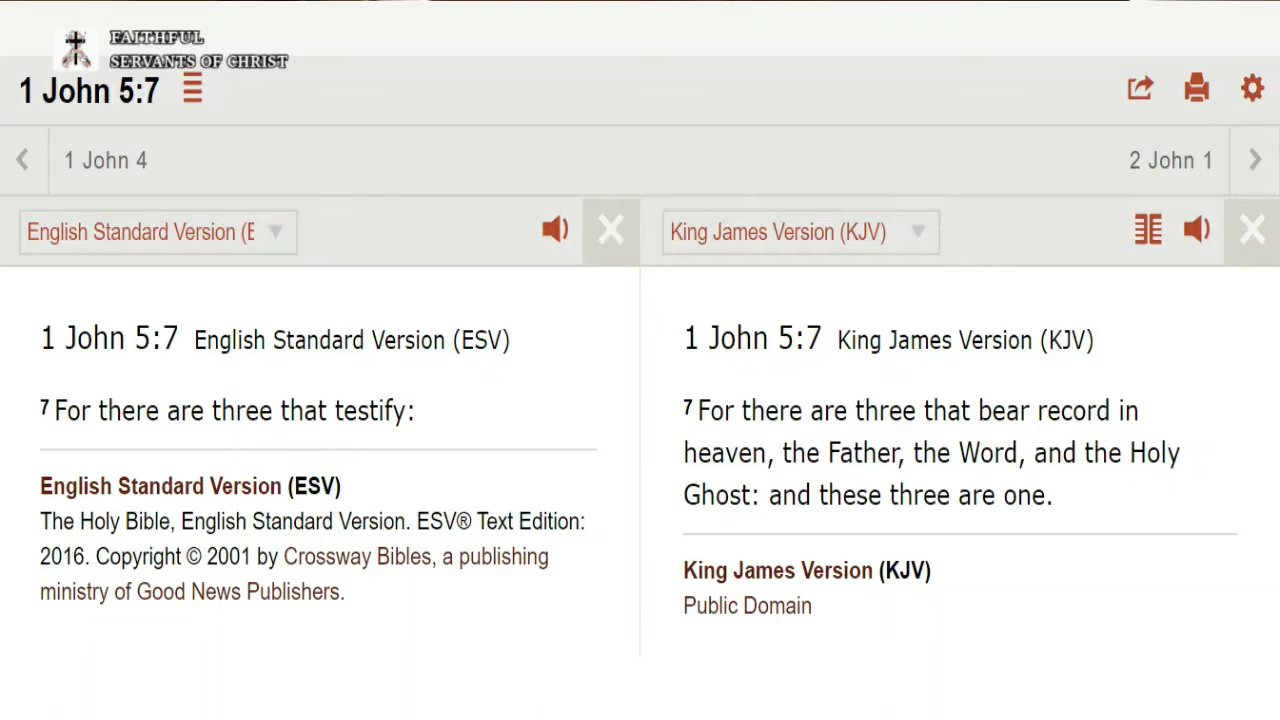 FAITHFUL
SERVANTS OF CHRIST
1 John 5:7
1 John 4
2 John 1
English Standard Version (E
King James Version (KJV)
1 John 5:7 English Standard Version (ESV)
7 For there are three that testify:
English Standard Version (ESV)
The Holy Bible, English Standard Version. ESV® Text Edition:
2016. Copyright © 2001 by Crossway Bibles, a publishing
ministry of Good News Publishers.
1 John 5:7 King James Version (KJV)
7 For there are three that bear record in
heaven, the Father, the Word, and the Holy
Ghost: and these three are one.
King James Version (KJV)
Public Domain